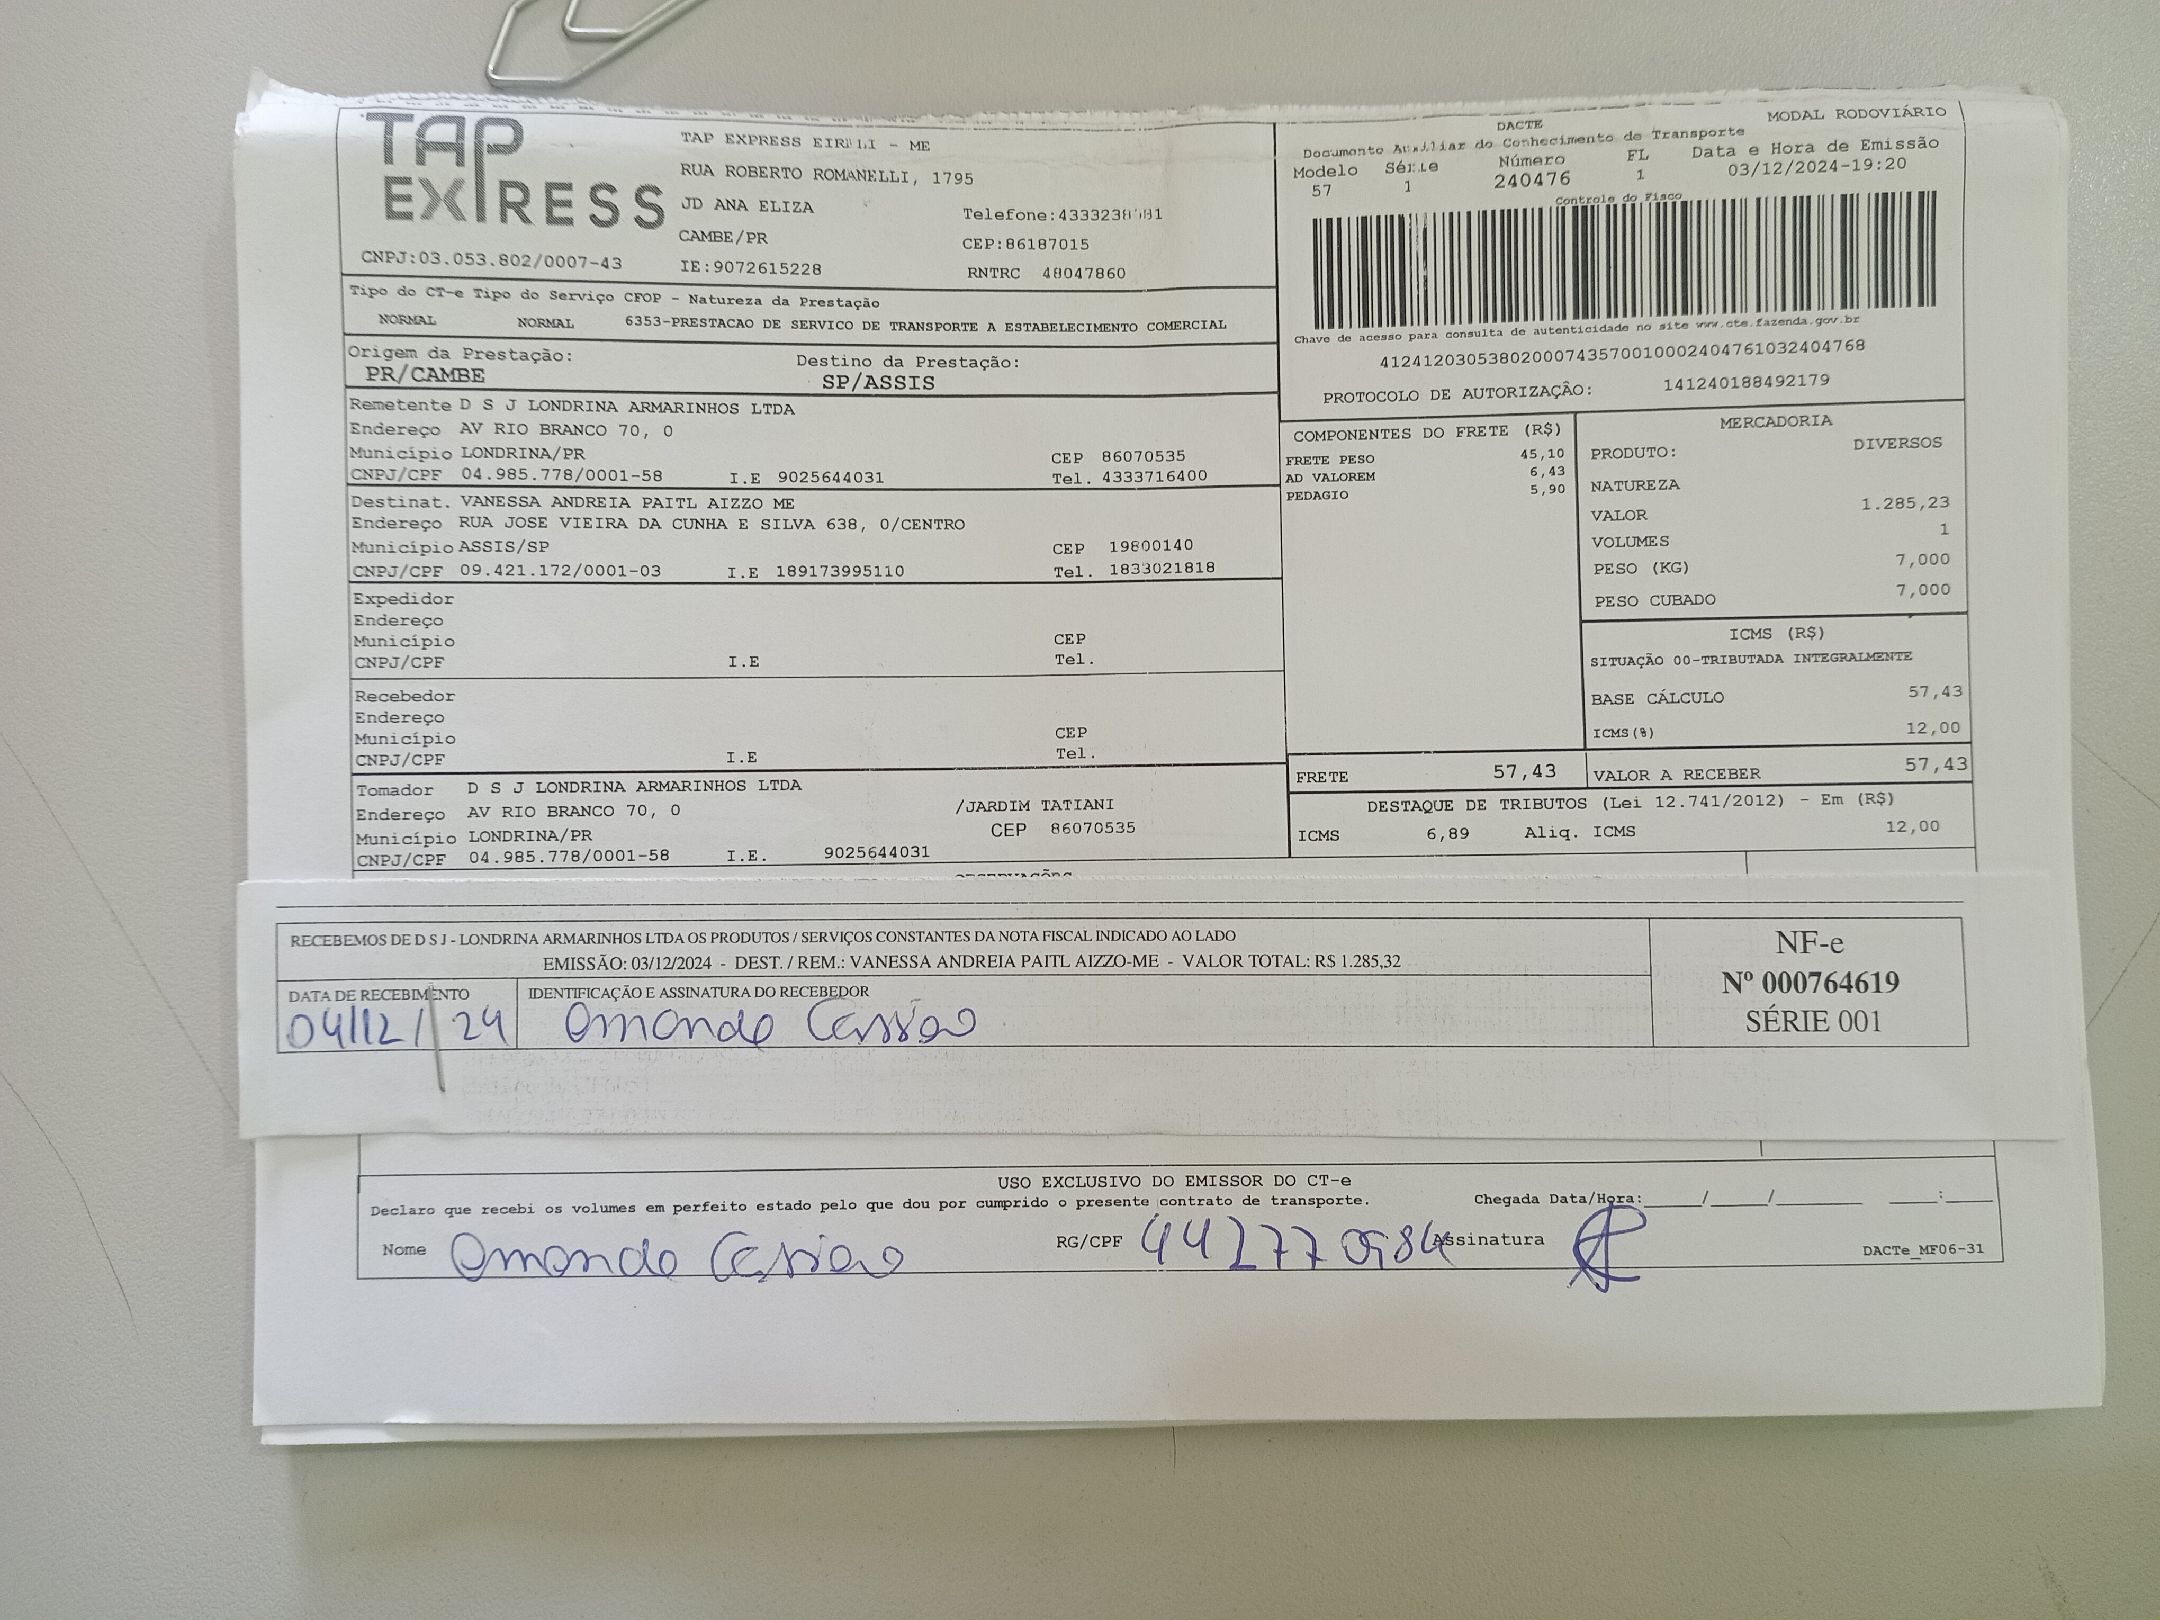 TAP
EXPRESS
CNPJ:03.053.802/0007-43
TAP EXPRESS EIRELI - ME
RUA ROBERTO ROMANELLI, 1795
JD ANA ELIZA
CAMBE/PR
IE:9072615228
CEP:86187015
RNTRC 48047860
MODAL RODOVIÁRIO
DACTE
Documento Auxiliar do Conhecimento de Transporte
Modelo Série Número FL Data e Hora de Emissão
57 1 240476 1 03/12/2024-19:20
Controle do Fisco
Chave de acesso para consulta de autenticidade no site www.cte.fazenda.gov.br
41241203053802000743570010002404761032404768
PROTOCOLO DE AUTORIZAÇÃO: 141240188492179
Tipo do CT-e Tipo do Serviço CFOP - Natureza da Prestação
NORMAL NORMAL 6353-PRESTACAO DE SERVICO DE TRANSPORTE A ESTABELECIMENTO COMERCIAL
Origem da Prestação: Destino da Prestação:
PR/CAMBE SP/ASSIS
Remetente D S J LONDRINA ARMARINHOS LTDA
Endereço AV RIO BRANCO 70, 0
Município LONDRINA/PR CEP 86070535
CNPJ/CPF 04.985.778/0001-58 I.E 9025644031 Tel. 4333716400
Destinat. VANESSA ANDREIA PAITL AIZZO ME
Endereço RUA JOSE VIEIRA DA CUNHA E SILVA 638, 0/CENTRO
Município ASSIS/SP CEP 19800140
CNPJ/CPF 09.421.172/0001-03 I.E 189173995110 Tel. 1833021818
Expedidor
Endereço
Município CEP
CNPJ/CPF I.E Tel.
Recebedor
Endereço
Município CEP
CNPJ/CPF I.E Tel.
Tomador D S J LONDRINA ARMARINHOS LTDA
Endereço AV RIO BRANCO 70, 0 /JARDIM TATIANI
Município LONDRINA/PR CEP 86070535
CNPJ/CPF 04.985.778/0001-58 I.E. 9025644031
COMPONENTES DO FRETE (R$)
FRETE PESO 45,10
AD VALOREM 6,43
PEDAGIO 5,90
MERCADORIA
PRODUTO: DIVERSOS
NATUREZA
VALOR 1.285,23
VOLUMES 1
PESO (KG) 7,000
PESO CUBADO 7,000
ICMS (R$)
SITUAÇÃO 00-TRIBUTADA INTEGRALMENTE
BASE CÁLCULO 57,43
ICMS(%) 12,00
FRETE 57,43 VALOR A RECEBER 57,43
DESTAQUE DE TRIBUTOS (Lei 12.741/2012) - Em (R$)
ICMS 6,89 Aliq. ICMS 12,00
RECEBEMOS DE D S J - LONDRINA ARMARINHOS LTDA OS PRODUTOS / SERVIÇOS CONSTANTES DA NOTA FISCAL INDICADO AO LADO
EMISSÃO: 03/12/2024 - DEST. / REM.: VANESSA ANDREIA PAITL AIZZO-ME - VALOR TOTAL: R$ 1.285,32
DATA DE RECEBIMENTO IDENTIFICAÇÃO E ASSINATURA DO RECEBEDOR
04/12/24
NF-e
Nº 000764619
SÉRIE 001
USO EXCLUSIVO DO EMISSOR DO CT-e
Declaro que recebi os volumes em perfeito estado pelo que dou por cumprido o presente contrato de transporte. Chegada Data/Hora:
Nome RG/CPF Assinatura
DACTe_MF06-31